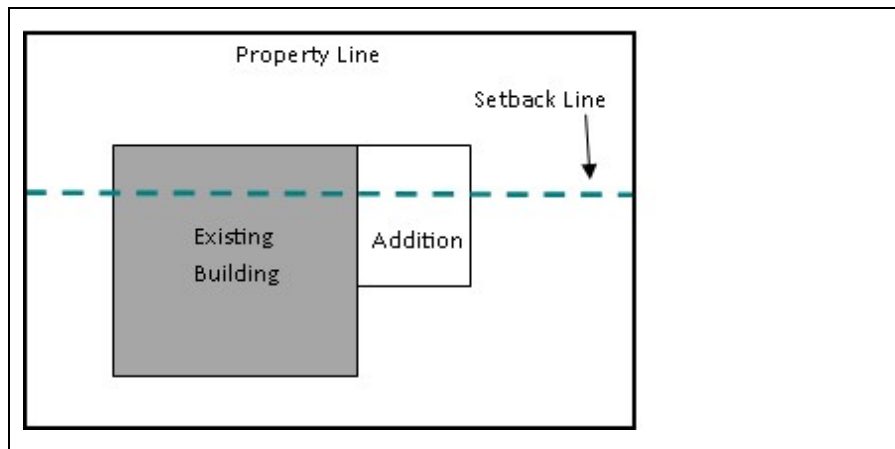 Property Line
Setback Line
Existing
Building
Addition